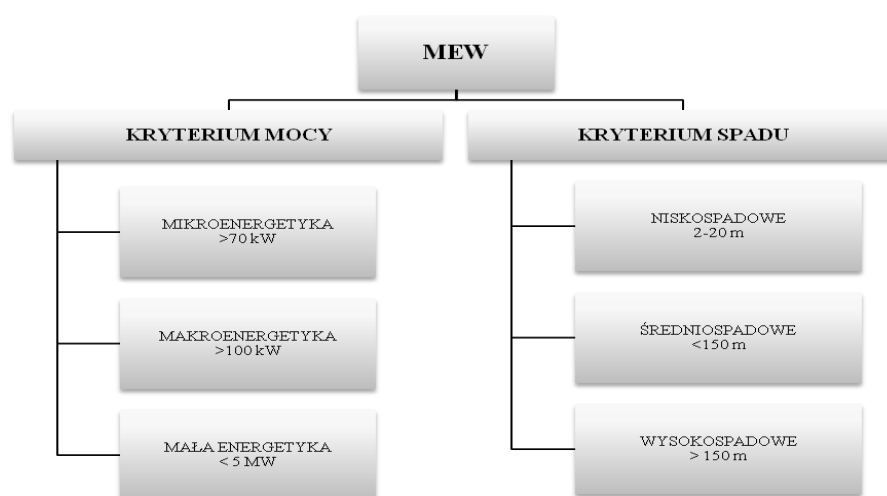 MEW
KRYTERIUM MOCY
MIKROENERGETYKA
>70 kW
MAKROENERGETYKA
>100 kW
MAŁA ENERGETYKA
< 5 MW
KRYTERIUM SPADU
NISKOSPADOWE
2-20 m
ŚREDNIOSPADOWE
<150 m
WYSOKOSPADOWE
> 150 m